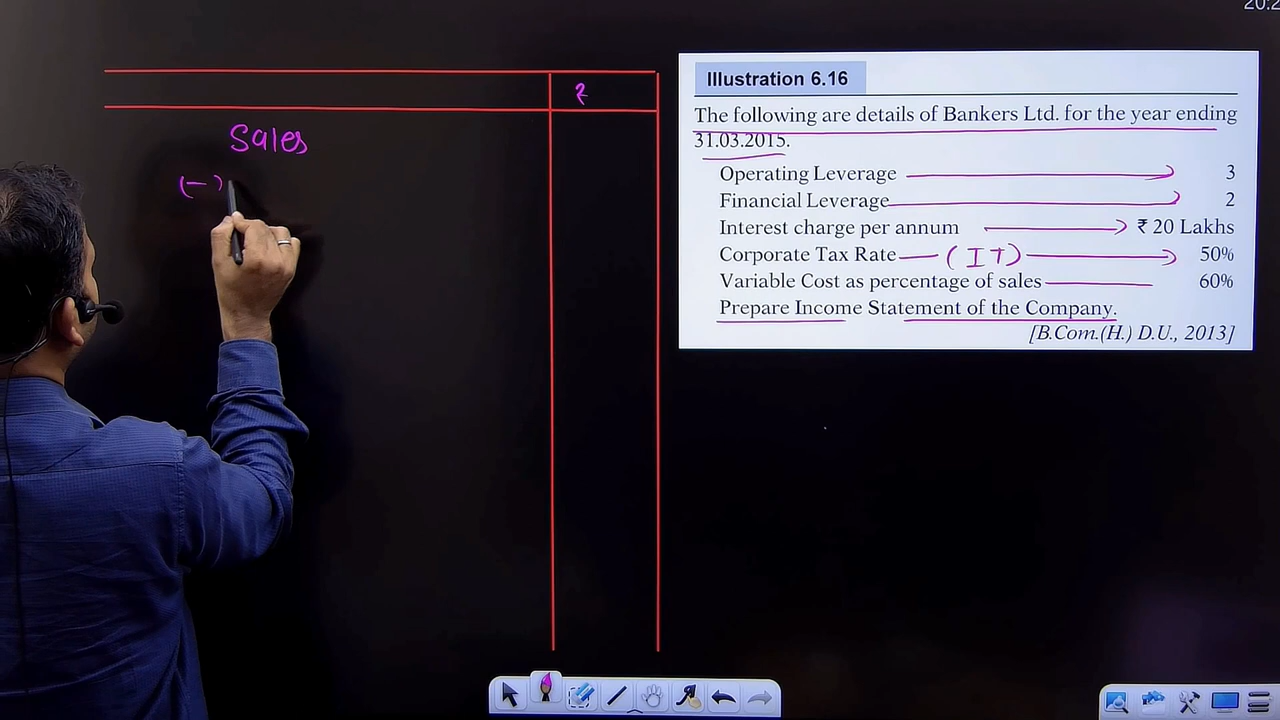 20:2
₹
Sales
(-)
Illustration 6.16
The following are details of Bankers Ltd. for the year ending
31.03.2015.
Operating Leverage 3
Financial Leverage 2
Interest charge per annum ₹ 20 Lakhs
Corporate Tax Rate (IT) 50%
Variable Cost as percentage of sales 60%
Prepare Income Statement of the Company.
[B.Com.(H.) D.U., 2013]